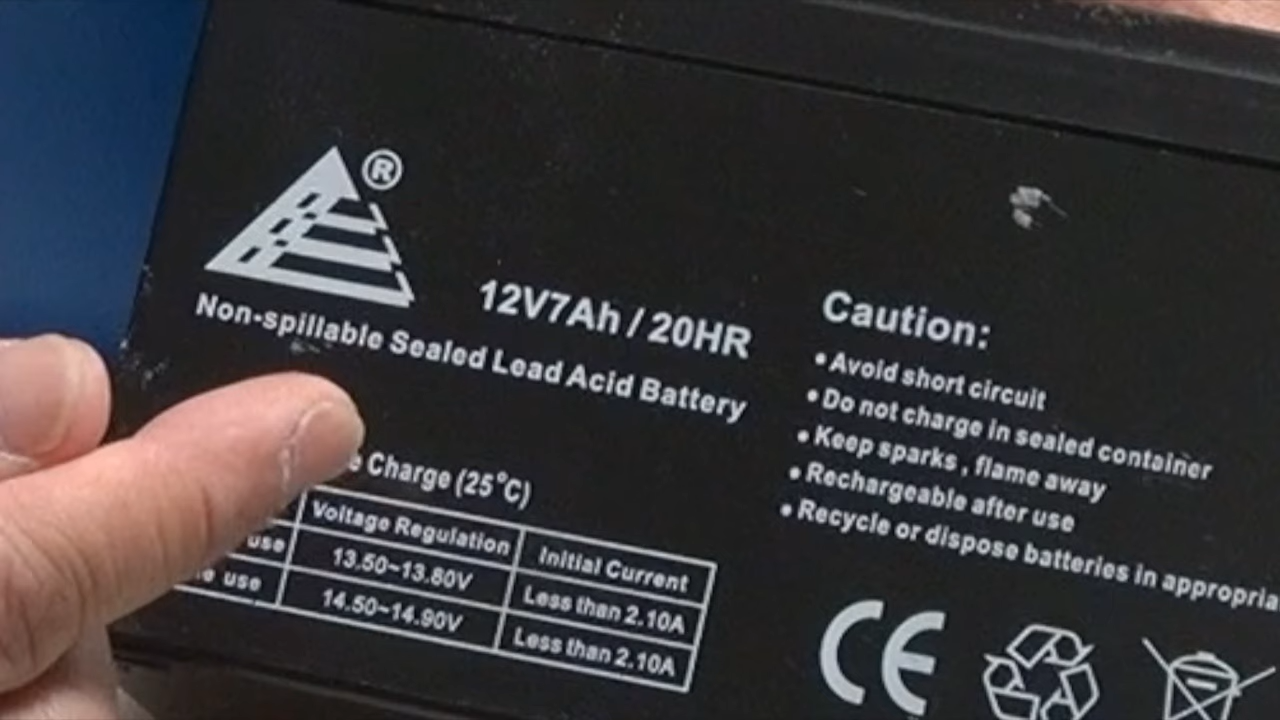 ®
12V7Ah / 20HR
Non-spillable Sealed Lead Acid Battery
Charge (25°C)
Voltage Regulation Initial Current
use 13.50~13.80V Less than 2.10A
use 14.50~14.90V Less than 2.10A
Caution:
•Avoid short circuit
•Do not charge in sealed container
•Keep sparks , flame away
•Rechargeable after use
•Recycle or dispose batteries in appropria
CE